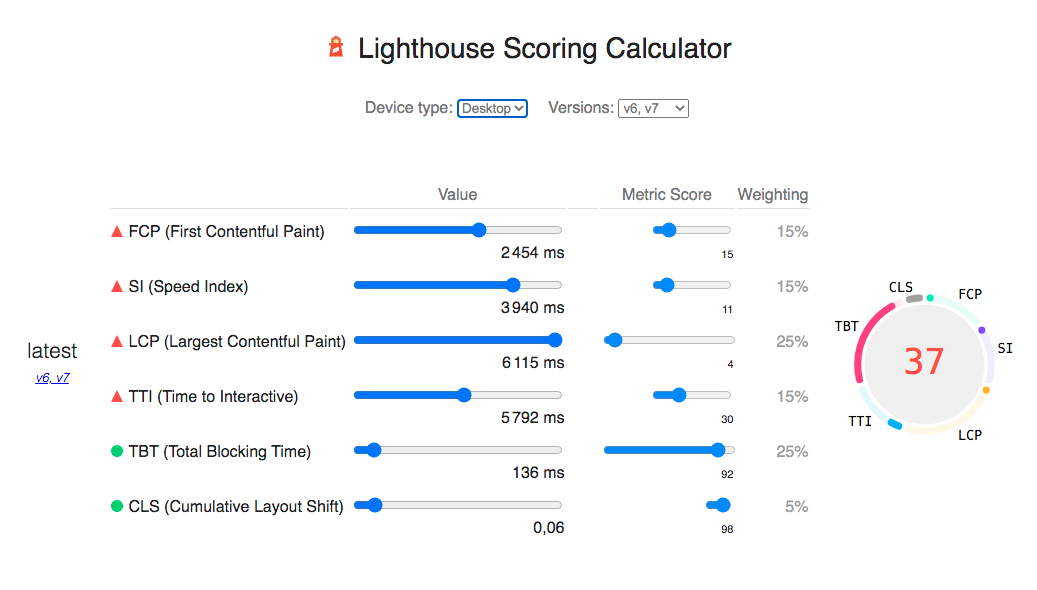 Lighthouse Scoring Calculator
Device type: Desktop Versions: v6, v7
Value Metric Score Weighting
FCP (First Contentful Paint) 15%
2 454 ms 15
SI (Speed Index) 15%
3 940 ms 11
LCP (Largest Contentful Paint) 25%
6 115 ms 4
TTI (Time to Interactive) 15%
5 792 ms 30
TBT (Total Blocking Time) 25%
136 ms 92
CLS (Cumulative Layout Shift) 5%
0,06 98
latest
v6, v7
CLS
FCP
TBT
SI
37
TTI
LCP